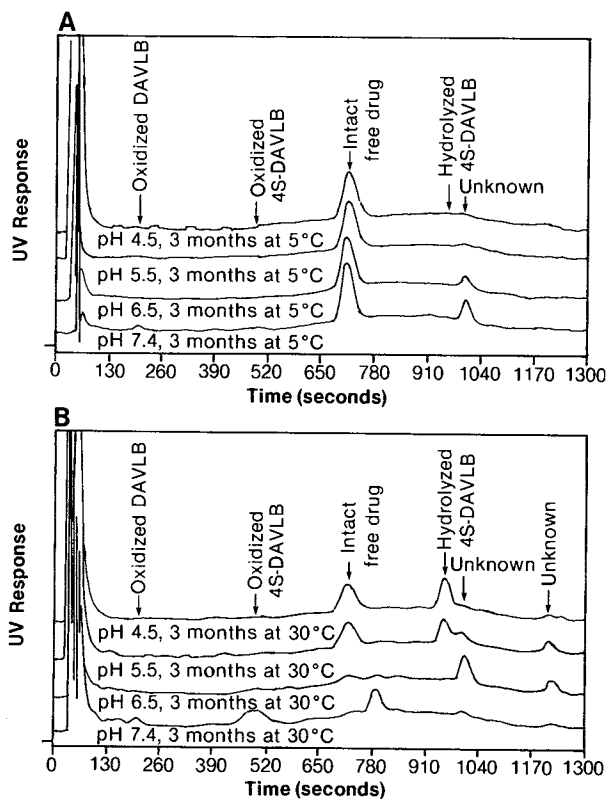 A
UV Response
Oxidized DAVLB
Oxidized
4S-DAVLB
Intact
free drug
Hydrolyzed
4S-DAVLB
Unknown
pH 4.5, 3 months at 5°C
pH 5.5, 3 months at 5°C
pH 6.5, 3 months at 5°C
pH 7.4, 3 months at 5°C
0 130 260 390 520 650 780 910 1040 1170 1300
Time (seconds)
B
UV Response
Oxidized DAVLB
Oxidized
4S-DAVLB
Intact
free drug
Hydrolyzed
4S-DAVLB
Unknown
Unknown
pH 4.5, 3 months at 30°C
pH 5.5, 3 months at 30°C
pH 6.5, 3 months at 30°C
pH 7.4, 3 months at 30°C
0 130 260 390 520 650 780 910 1040 1170 1300
Time (seconds)